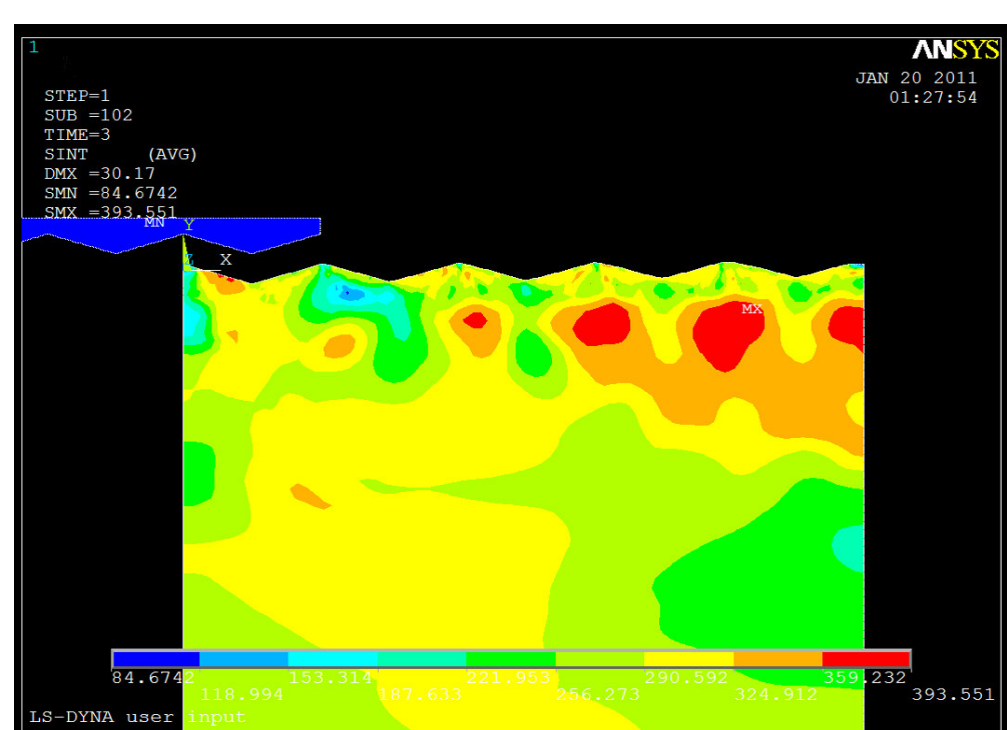 1
ANSYS
JAN 20 2011
01:27:54
STEP=1
SUB =102
TIME=3
SINT (AVG)
DMX =30.17
SMN =84.6742
SMX =393.551
MN Y
Z X
MX
84.6742 153.314 221.953 290.592 359.232
118.994 187.633 256.273 324.912 393.551
LS-DYNA user input